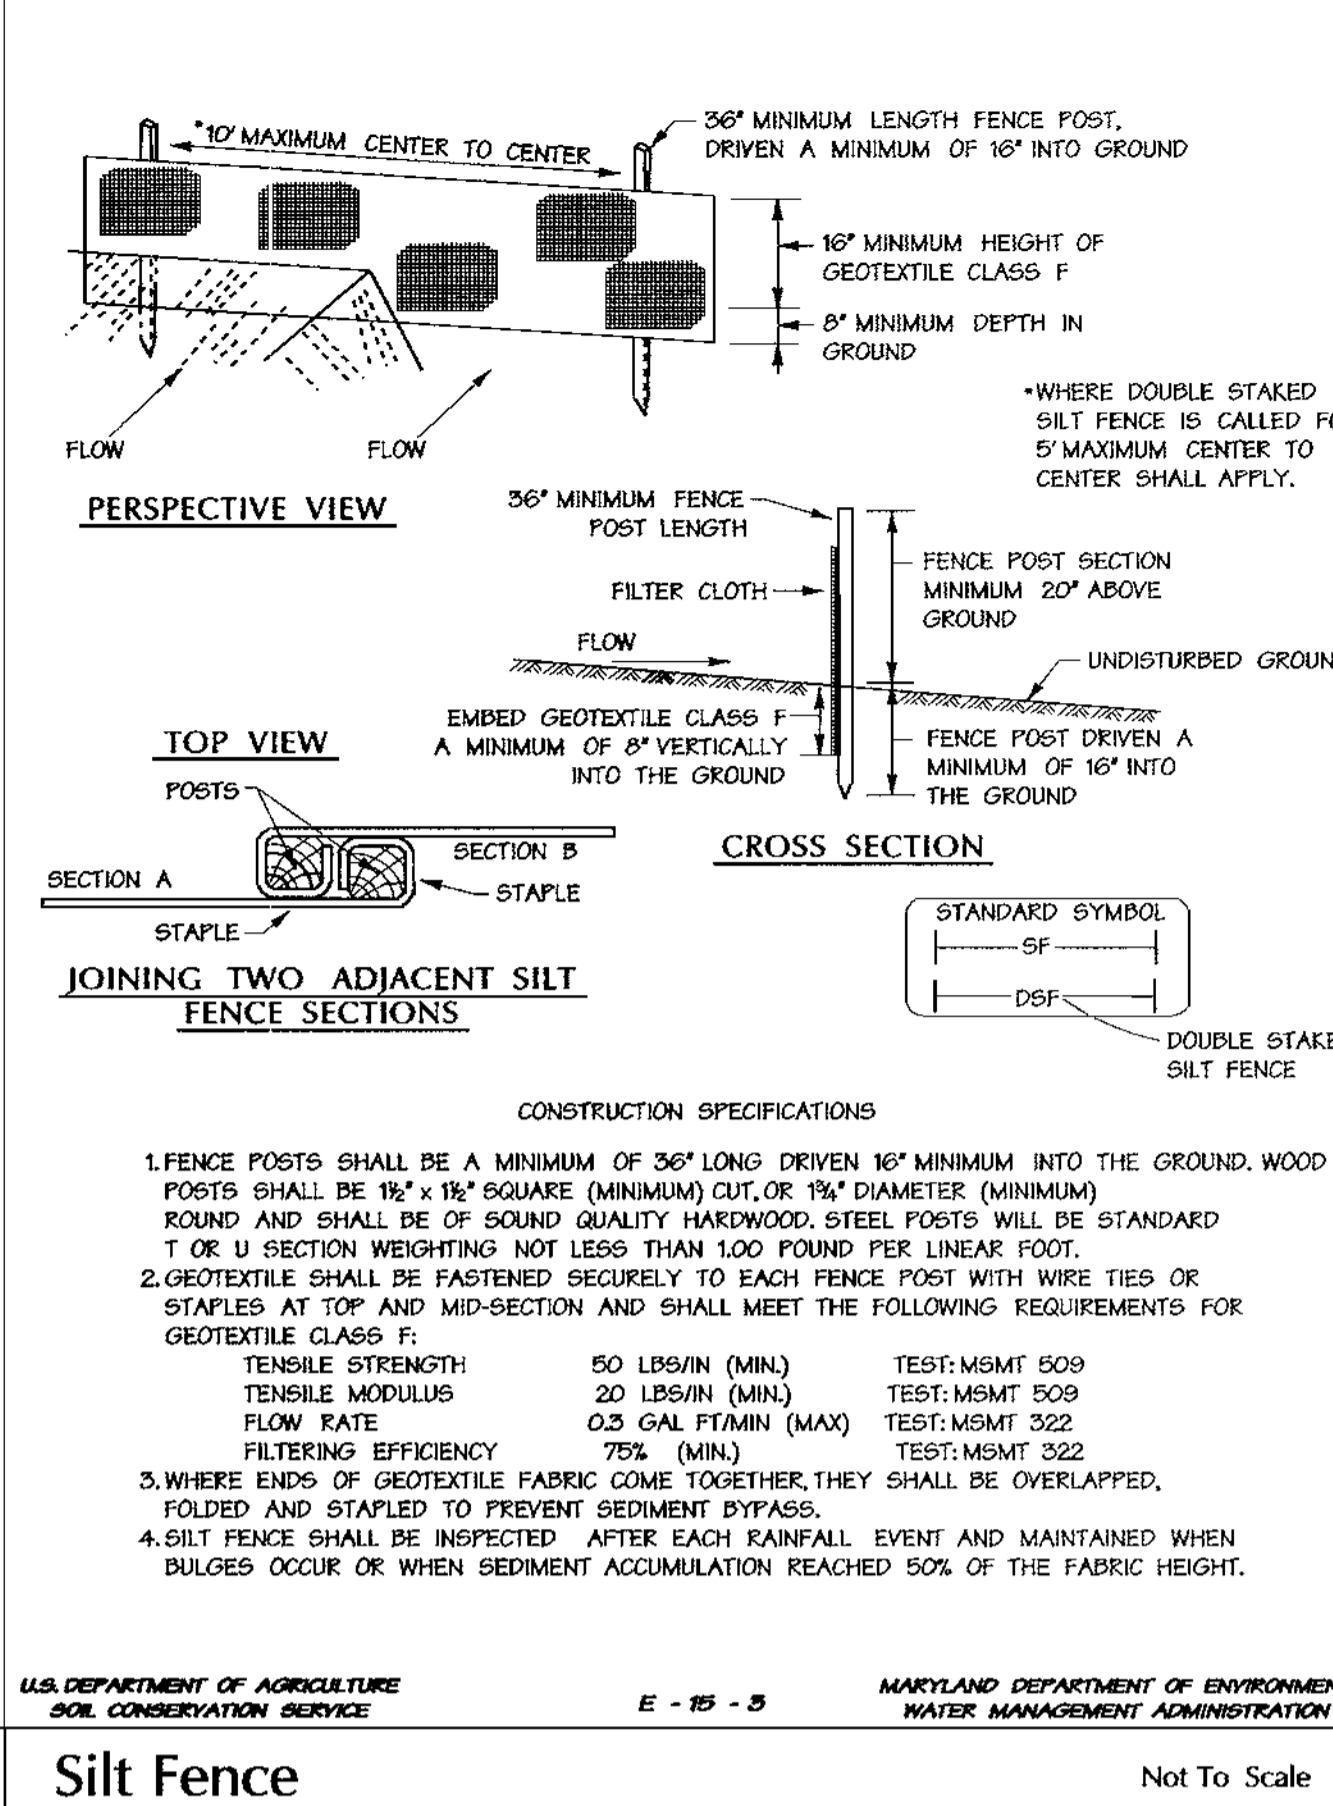 *10' MAXIMUM CENTER TO CENTER
36" MINIMUM LENGTH FENCE POST,
DRIVEN A MINIMUM OF 16" INTO GROUND
16" MINIMUM HEIGHT OF
GEOTEXTILE CLASS F
8" MINIMUM DEPTH IN
GROUND
*WHERE DOUBLE STAKED
SILT FENCE IS CALLED
5' MAXIMUM CENTER TO
CENTER SHALL APPLY.
FLOW
FLOW
PERSPECTIVE VIEW
36" MINIMUM FENCE
POST LENGTH
FILTER CLOTH
FLOW
FENCE POST SECTION
MINIMUM 20" ABOVE
GROUND
UNDISTURBED GROUN
EMBED GEOTEXTILE CLASS F
A MINIMUM OF 8" VERTICALLY
INTO THE GROUND
FENCE POST DRIVEN A
MINIMUM OF 16" INTO
THE GROUND
CROSS SECTION
TOP VIEW
POSTS
SECTION B
SECTION A
STAPLE
STAPLE
JOINING TWO ADJACENT SILT
FENCE SECTIONS
STANDARD SYMBOL
SF
DSF
DOUBLE STAKE
SILT FENCE
CONSTRUCTION SPECIFICATIONS
1. FENCE POSTS SHALL BE A MINIMUM OF 36" LONG DRIVEN 16" MINIMUM INTO THE GROUND. WOOD
POSTS SHALL BE 1½" x 1½" SQUARE (MINIMUM) CUT, OR 1¾" DIAMETER (MINIMUM)
ROUND AND SHALL BE OF SOUND QUALITY HARDWOOD. STEEL POSTS WILL BE STANDARD
T OR U SECTION WEIGHTING NOT LESS THAN 1.00 POUND PER LINEAR FOOT.
2. GEOTEXTILE SHALL BE FASTENED SECURELY TO EACH FENCE POST WITH WIRE TIES OR
STAPLES AT TOP AND MID-SECTION AND SHALL MEET THE FOLLOWING REQUIREMENTS FOR
GEOTEXTILE CLASS F:
TENSILE STRENGTH 50 LBS/IN (MIN.) TEST: MSMT 509
TENSILE MODULUS 20 LBS/IN (MIN.) TEST: MSMT 509
FLOW RATE 0.3 GAL FT/MIN (MAX) TEST: MSMT 322
FILTERING EFFICIENCY 75% (MIN.) TEST: MSMT 322
3. WHERE ENDS OF GEOTEXTILE FABRIC COME TOGETHER, THEY SHALL BE OVERLAPPED,
FOLDED AND STAPLED TO PREVENT SEDIMENT BYPASS.
4. SILT FENCE SHALL BE INSPECTED AFTER EACH RAINFALL EVENT AND MAINTAINED WHEN
BULGES OCCUR OR WHEN SEDIMENT ACCUMULATION REACHED 50% OF THE FABRIC HEIGHT.
U.S. DEPARTMENT OF AGRICULTURE
SOIL CONSERVATION SERVICE
E - 15 - 3
MARYLAND DEPARTMENT OF ENVIRONMEN
WATER MANAGEMENT ADMINISTRATION
Silt Fence
Not To Scale